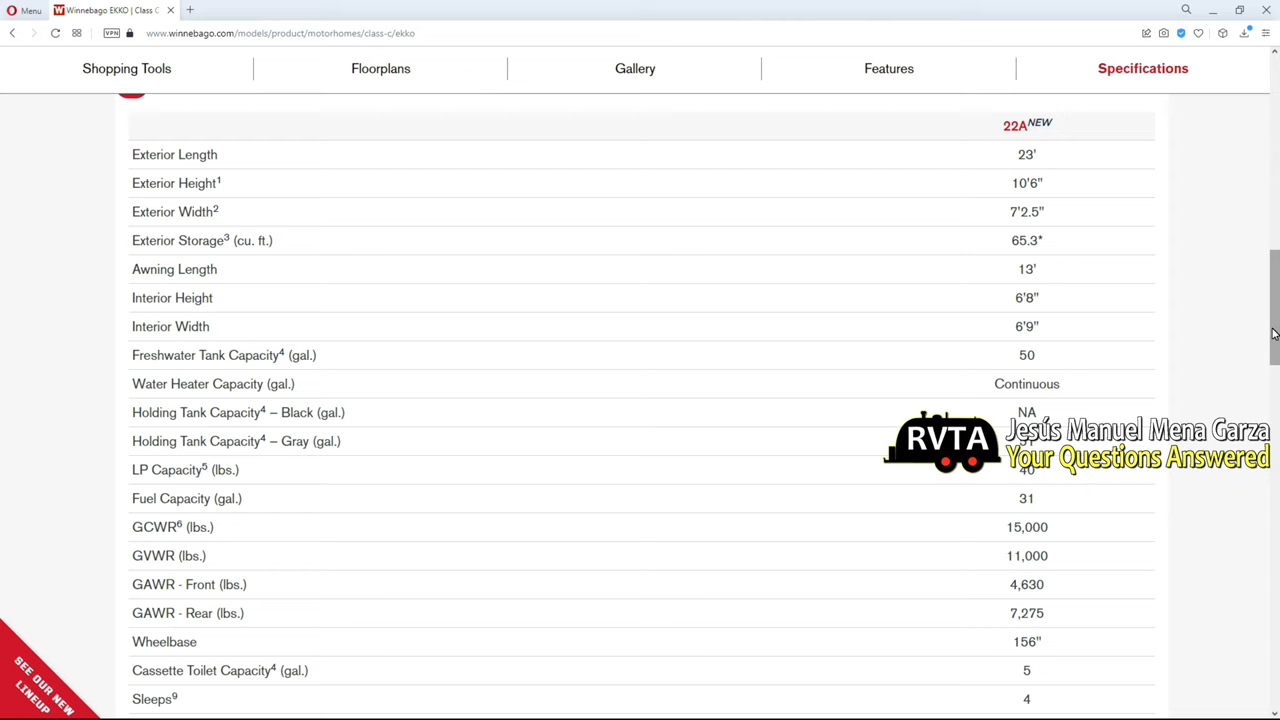 Menu
Winnebago EKKO | Class C
VPN
www.winnebago.com/models/product/motorhomes/class-c/ekko
Shopping Tools
Floorplans
Gallery
Features
Specifications
22A NEW
Exterior Length 23'
Exterior Height1 10'6"
Exterior Width2 7'2.5"
Exterior Storage3 (cu. ft.) 65.3*
Awning Length 13'
Interior Height 6'8"
Interior Width 6'9"
Freshwater Tank Capacity4 (gal.) 50
Water Heater Capacity (gal.) Continuous
Holding Tank Capacity4 – Black (gal.) NA
Holding Tank Capacity4 – Gray (gal.)
LP Capacity5 (lbs.) 40
Fuel Capacity (gal.) 31
GCWR6 (lbs.) 15,000
GVWR (lbs.) 11,000
GAWR - Front (lbs.) 4,630
GAWR - Rear (lbs.) 7,275
Wheelbase 156"
Cassette Toilet Capacity4 (gal.) 5
Sleeps9 4
RVTA
Jesús Manuel Mena Garza
Your Questions Answered
SEE OUR NEW
LINEUP